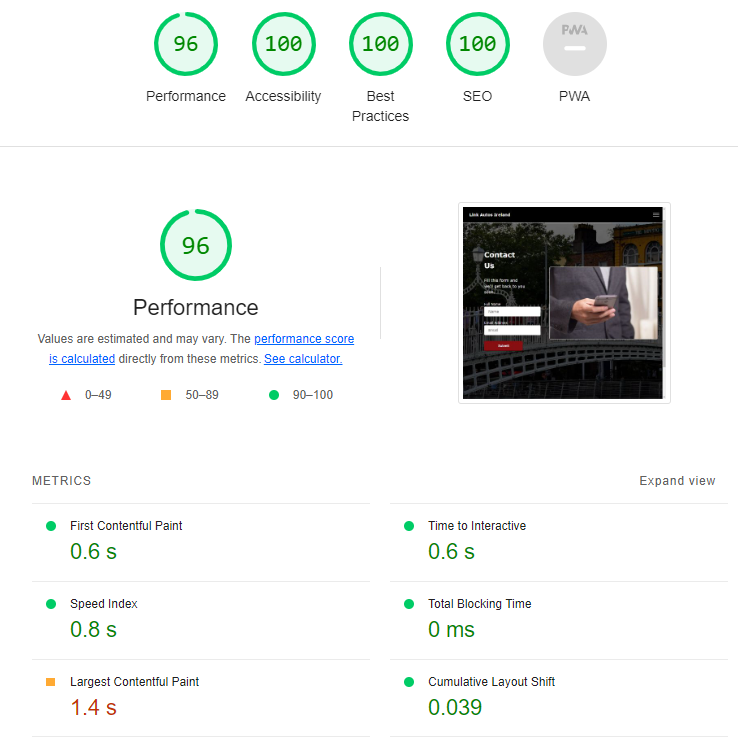 96
100
100
100
PWA
Performance
Accessibility
Best
Practices
SEO
PWA
96
Performance
Values are estimated and may vary. The performance score
is calculated directly from these metrics. See calculator.
0–49
50–89
90–100
Link Autos Ireland
Contact
Us
Fill this form and
we'll get back to you
soon.
Full Name
Name
Email Address
Email
Submit
METRICS
Expand view
First Contentful Paint
0.6 s
Time to Interactive
0.6 s
Speed Index
0.8 s
Total Blocking Time
0 ms
Largest Contentful Paint
1.4 s
Cumulative Layout Shift
0.039